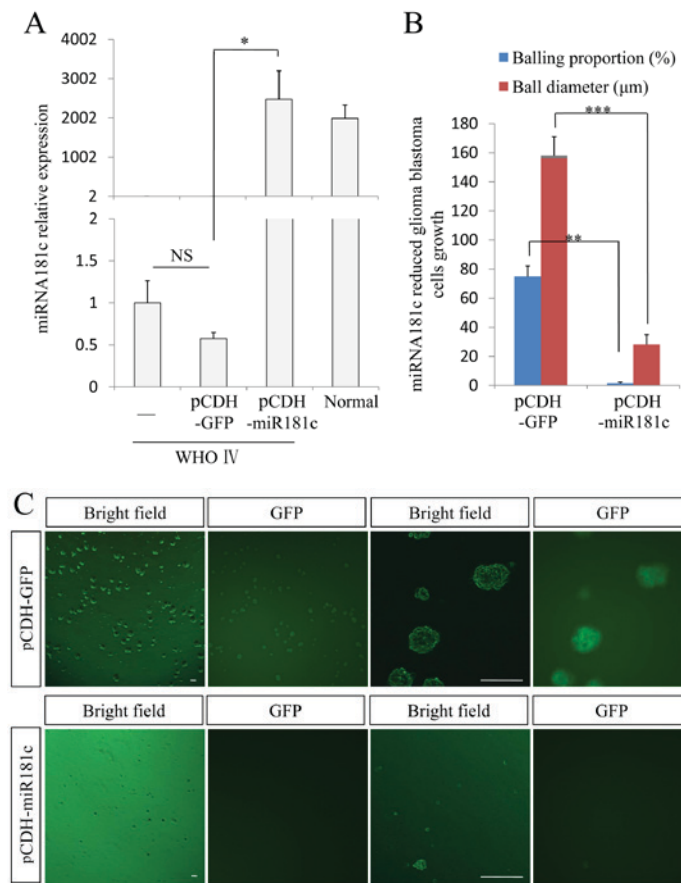 A
miRNA181c relative expression
4002
3002
2002
1002
2
2
1.5
1
0.5
0
*
NS
—
pCDH
-GFP
pCDH
-miR181c
Normal
WHO Ⅳ
B
Balling proportion (%)
Ball diameter (μm)
miRNA181c reduced glioma blastoma
cells growth
180
160
140
120
100
80
60
40
20
0
***
**
pCDH
-GFP
pCDH
-miR181c
C
Bright field
GFP
Bright field
GFP
pCDH-GFP
Bright field
GFP
Bright field
GFP
pCDH-miR181c